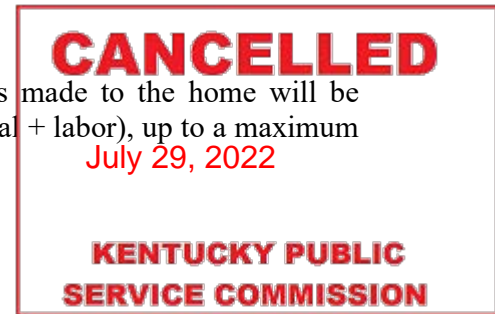 CANCELLED
s made to the home will be
al + labor), up to a maximum
July 29, 2022
KENTUCKY PUBLIC
SERVICE COMMISSION